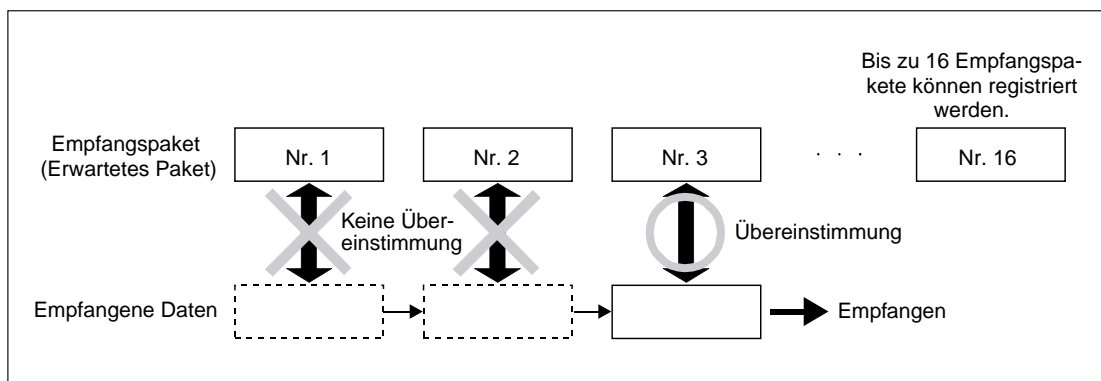 Bis zu 16 Empfangspa-
kete können registriert
werden.
Empfangspaket
(Erwartetes Paket)
Nr. 1
Nr. 2
Nr. 3
. . .
Nr. 16
Keine Über-
einstimmung
Übereinstimmung
Empfangene Daten
Empfangen